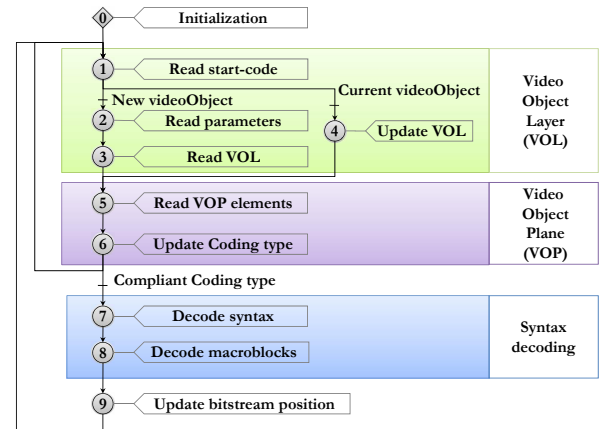 0 Initialization
1 Read start-code
New videoObject
Current videoObject
2 Read parameters
4 Update VOL
3 Read VOL
Video
Object
Layer
(VOL)
5 Read VOP elements
6 Update Coding type
Video
Object
Plane
(VOP)
Compliant Coding type
7 Decode syntax
8 Decode macroblocks
Syntax
decoding
9 Update bitstream position